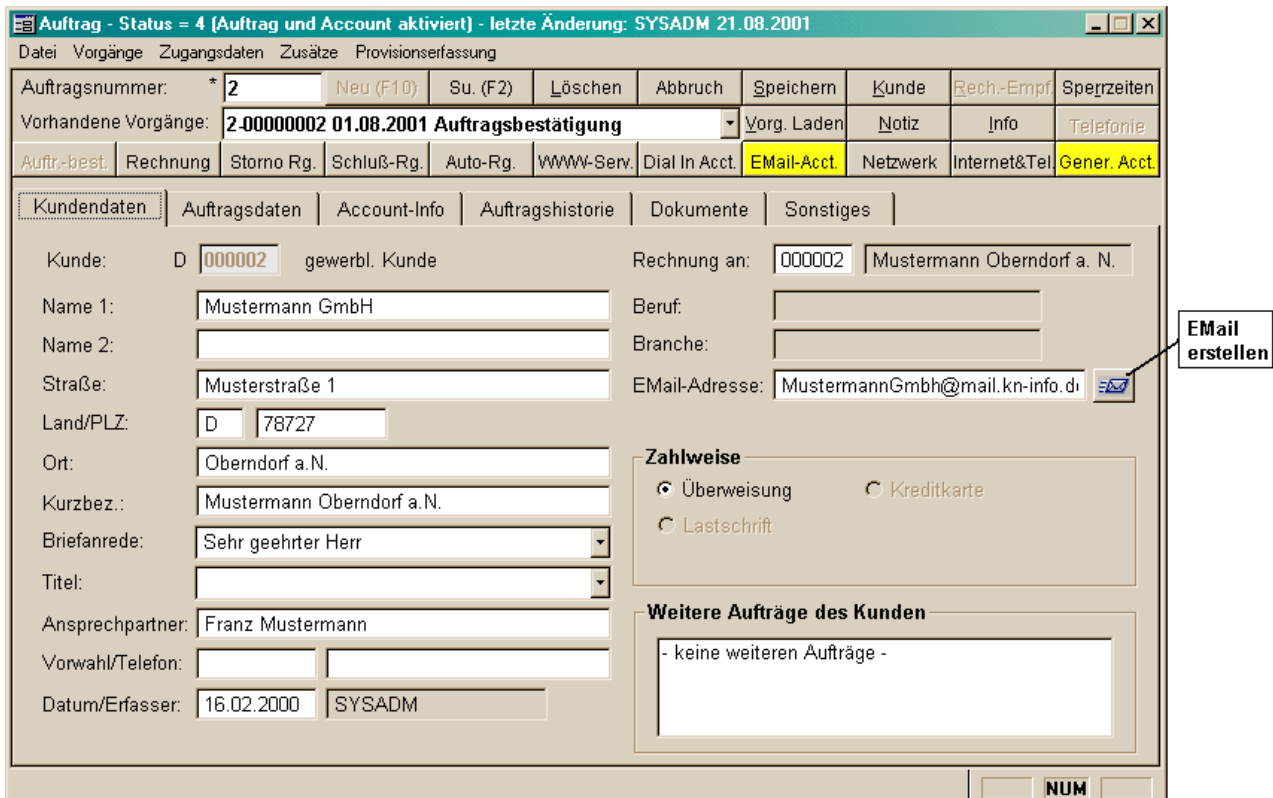 Auftrag - Status = 4 (Auftrag und Account aktiviert) - letzte Änderung: SYSADM 21.08.2001
Datei Vorgänge Zugangsdaten Zusätze Provisionserfassung
Auftragsnummer: * 2 Neu (F10) Su. (F2) Löschen Abbruch Speichern Kunde Rech.-Empf. Sperrzeiten
Vorhandene Vorgänge: 2-00000002 01.08.2001 Auftragsbestätigung Vorg. Laden Notiz Info Telefonie
Auftr.-best. Rechnung Storno Rg. Schluß-Rg. Auto-Rg. WWW-Serv. Dial In Acct. EMail-Acct. Netzwerk Internet&Tel. Gener. Acct.
Kundendaten Auftragsdaten Account-Info Auftragshistorie Dokumente Sonstiges
Kunde: D 000002 gewerbl. Kunde Rechnung an: 000002 Mustermann Oberndorf a. N.
Name 1: Mustermann GmbH Beruf:
Name 2: Branche:
EMail
erstellen
Straße: Musterstraße 1 EMail-Adresse: MustermannGmbh@mail.kn-info.d
Land/PLZ: D 78727
Ort: Oberndorf a.N. Zahlweise
Kurzbez.: Mustermann Oberndorf a.N. Überweisung Kreditkarte
Briefanrede: Sehr geehrter Herr Lastschrift
Titel:
Ansprechpartner: Franz Mustermann Weitere Aufträge des Kunden
Vorwahl/Telefon: - keine weiteren Aufträge -
Datum/Erfasser: 16.02.2000 SYSADM
NUM